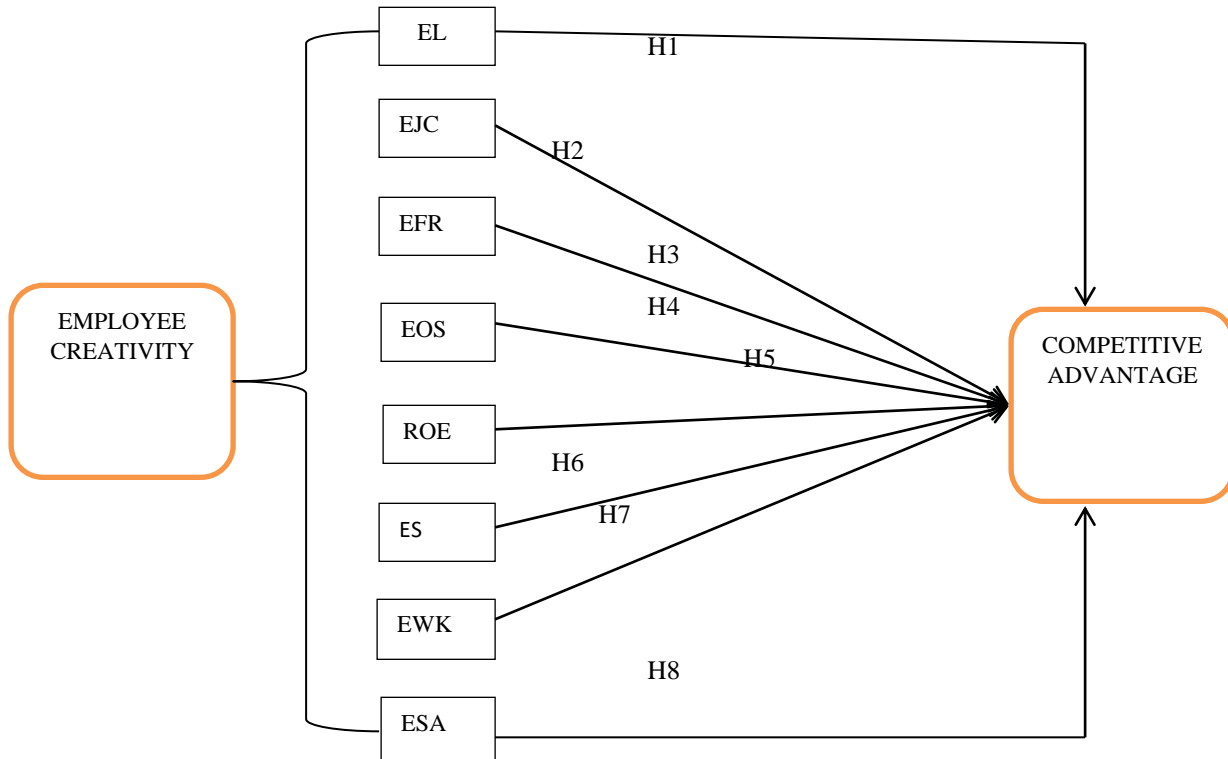 EL
H1
EJC
H2
EFR
H3
H4
EMPLOYEE
CREATIVITY
EOS
H5
COMPETITIVE
ADVANTAGE
ROE
H6
ES
H7
EWK
H8
ESA